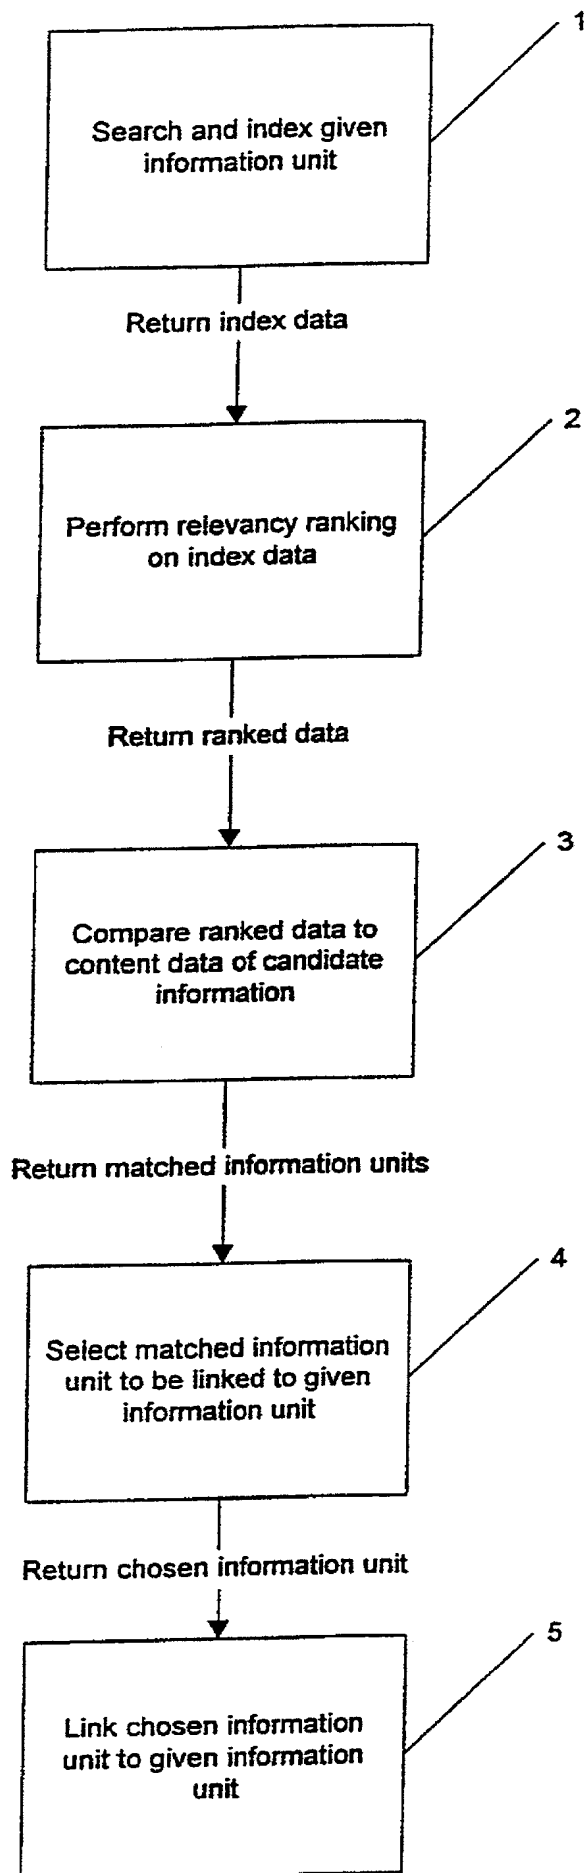 1
Search and index given
information unit
Return index data
2
Perform relevancy ranking
on index data
Return ranked data
3
Compare ranked data to
content data of candidate
information
Return matched information units
4
Select matched information
unit to be linked to given
information unit
Return chosen information unit
5
Link chosen information
unit to given information
unit